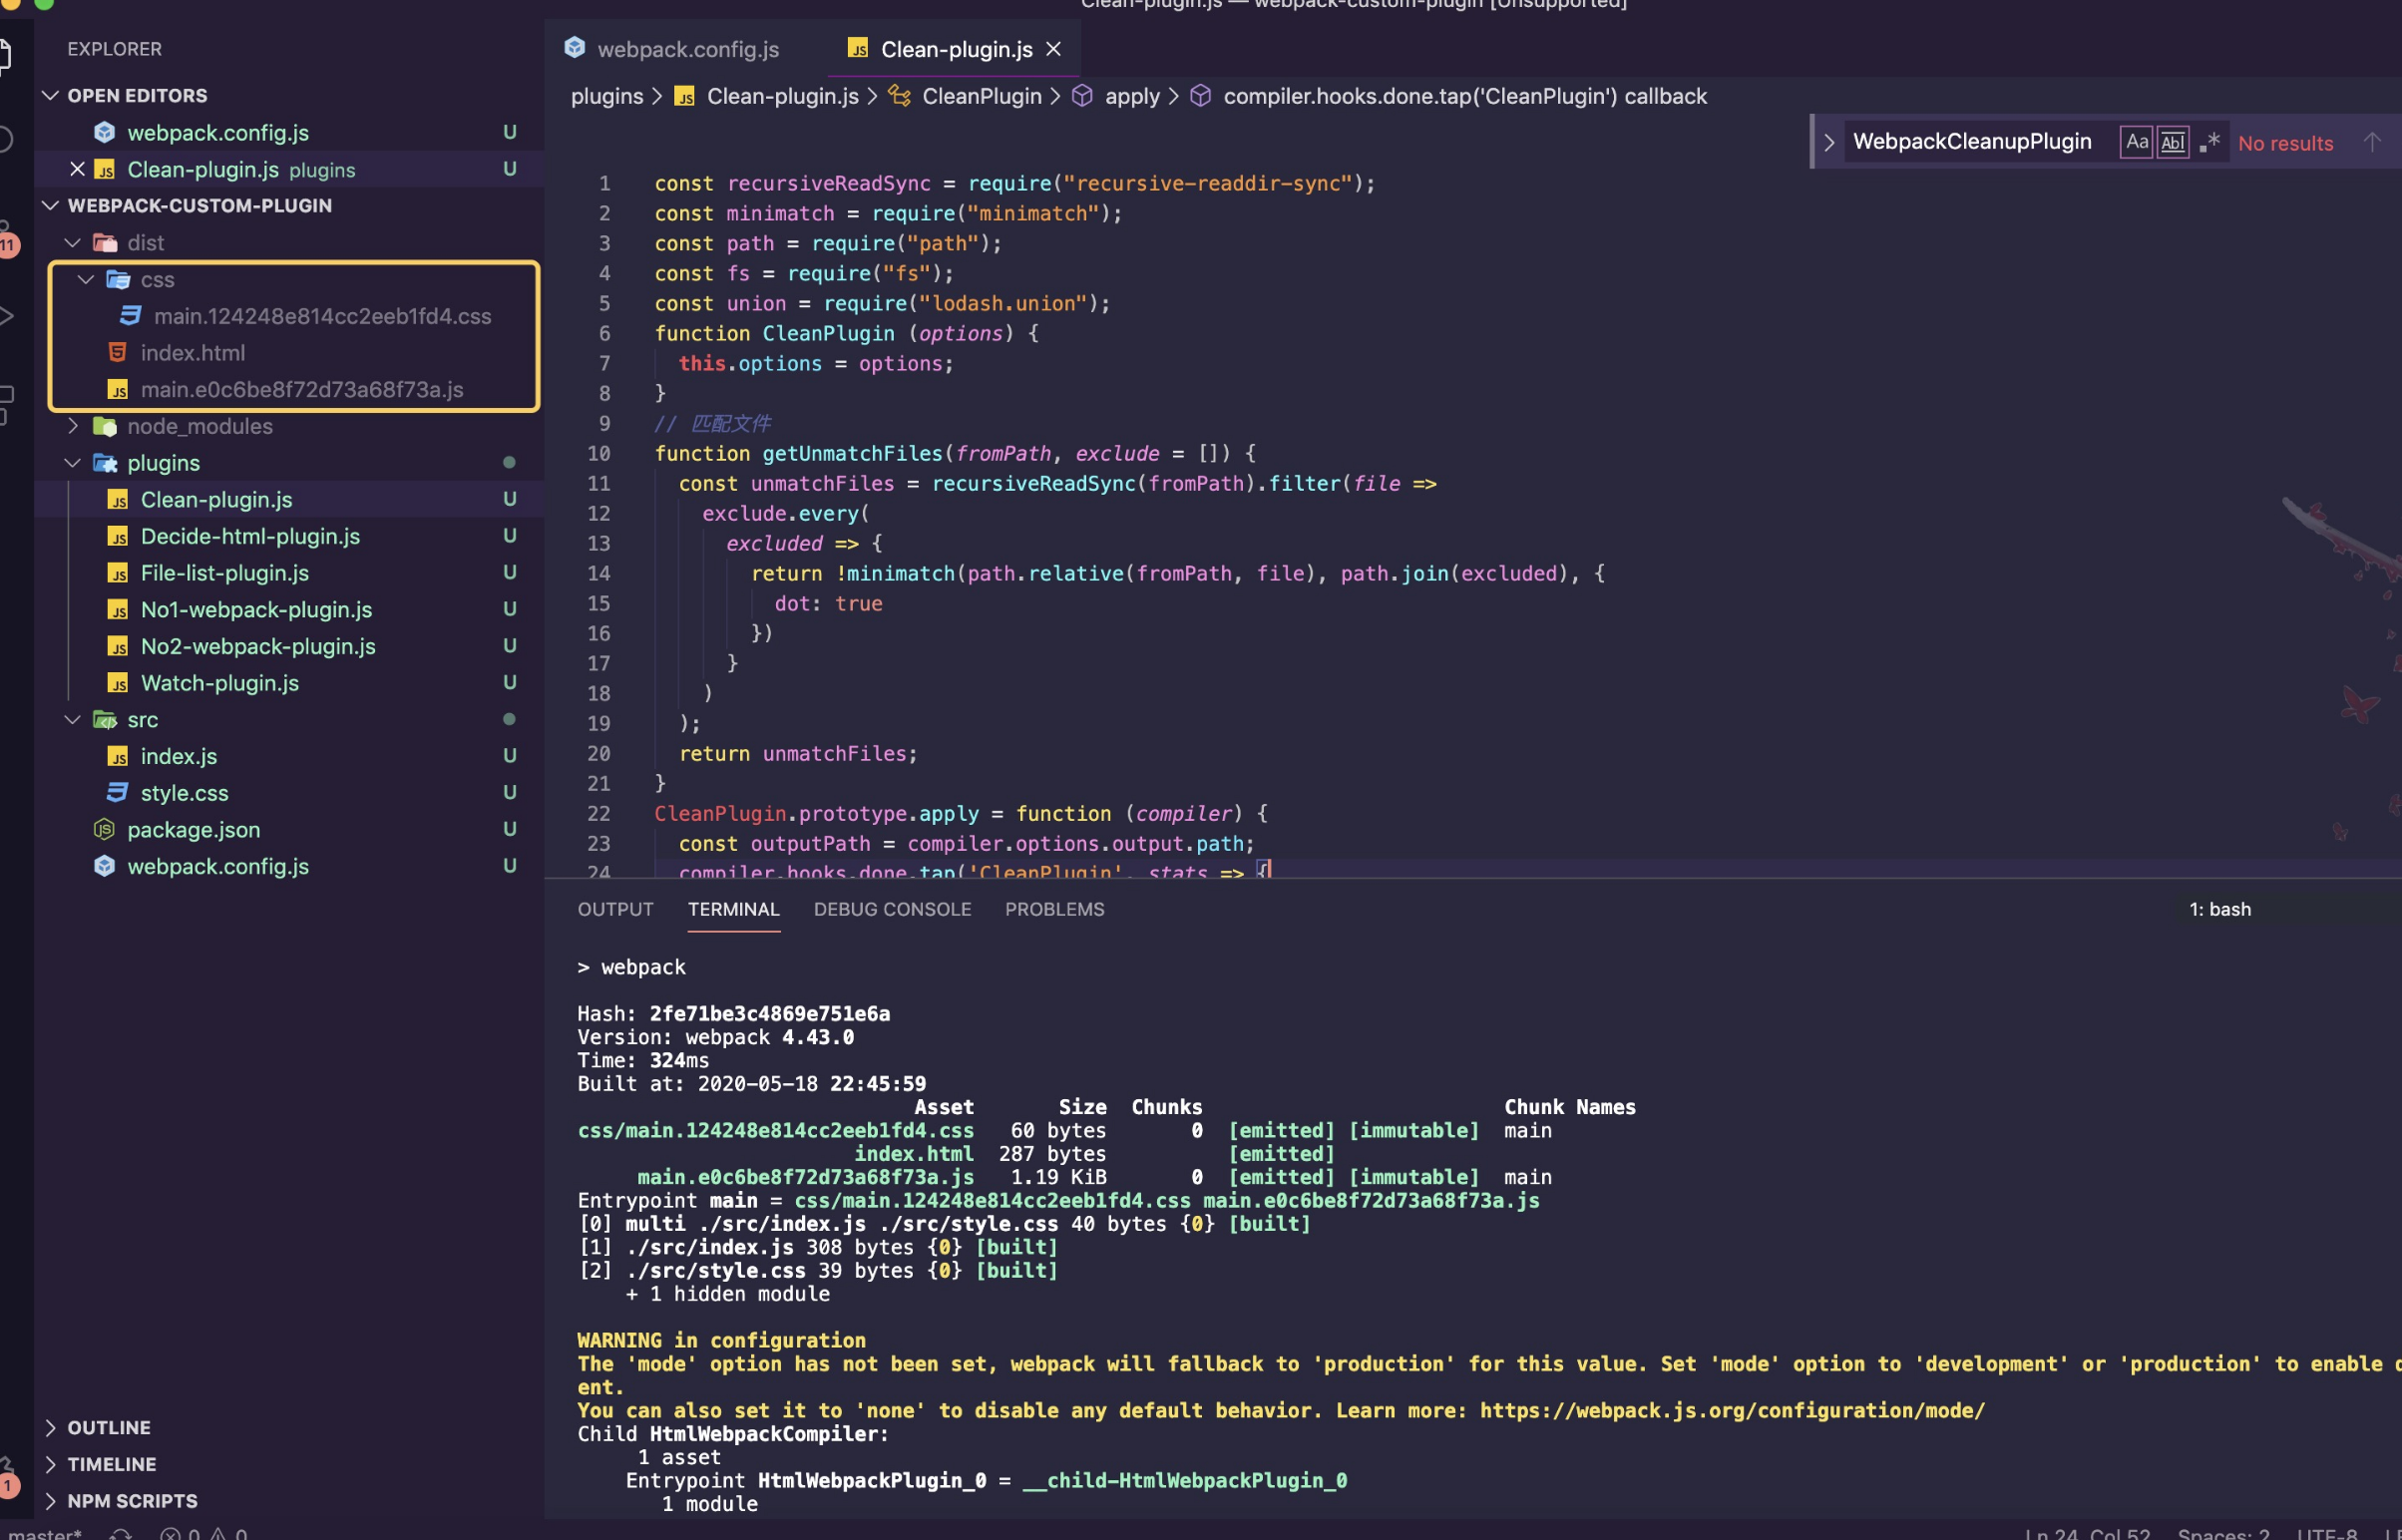 Clean-plugin.js — webpack-custom-plugin [Unsupported]
EXPLORER
OPEN EDITORS
webpack.config.js U
Clean-plugin.js plugins U
WEBPACK-CUSTOM-PLUGIN
dist
css
main.124248e814cc2eeb1fd4.css
index.html
main.e0c6be8f72d73a68f73a.js
node_modules
plugins
Clean-plugin.js U
Decide-html-plugin.js U
File-list-plugin.js U
No1-webpack-plugin.js U
No2-webpack-plugin.js U
Watch-plugin.js U
src
index.js U
style.css U
package.json U
webpack.config.js U
OUTLINE
TIMELINE
NPM SCRIPTS
11
1
webpack.config.js
Clean-plugin.js
plugins > Clean-plugin.js > CleanPlugin > apply > compiler.hooks.done.tap('CleanPlugin') callback
WebpackCleanupPlugin Aa Abl .* No results
1 const recursiveReadSync = require("recursive-readdir-sync");
2 const minimatch = require("minimatch");
3 const path = require("path");
4 const fs = require("fs");
5 const union = require("lodash.union");
6 function CleanPlugin (options) {
7 this.options = options;
8 }
9 // 匹配文件
10 function getUnmatchFiles(fromPath, exclude = []) {
11 const unmatchFiles = recursiveReadSync(fromPath).filter(file =>
12 exclude.every(
13 excluded => {
14 return !minimatch(path.relative(fromPath, file), path.join(excluded), {
15 dot: true
16 })
17 }
18 )
19 );
20 return unmatchFiles;
21 }
22 CleanPlugin.prototype.apply = function (compiler) {
23 const outputPath = compiler.options.output.path;
24 compiler.hooks.done.tap('CleanPlugin', stats => {
OUTPUT TERMINAL DEBUG CONSOLE PROBLEMS 1: bash
> webpack
Hash: 2fe71be3c4869e751e6a
Version: webpack 4.43.0
Time: 324ms
Built at: 2020-05-18 22:45:59
Asset Size Chunks Chunk Names
css/main.124248e814cc2eeb1fd4.css 60 bytes 0 [emitted] [immutable] main
index.html 287 bytes [emitted]
main.e0c6be8f72d73a68f73a.js 1.19 KiB 0 [emitted] [immutable] main
Entrypoint main = css/main.124248e814cc2eeb1fd4.css main.e0c6be8f72d73a68f73a.js
[0] multi ./src/index.js ./src/style.css 40 bytes {0} [built]
[1] ./src/index.js 308 bytes {0} [built]
[2] ./src/style.css 39 bytes {0} [built]
+ 1 hidden module
WARNING in configuration
The 'mode' option has not been set, webpack will fallback to 'production' for this value. Set 'mode' option to 'development' or 'production' to enable
ent.
You can also set it to 'none' to disable any default behavior. Learn more: https://webpack.js.org/configuration/mode/
Child HtmlWebpackCompiler:
1 asset
Entrypoint HtmlWebpackPlugin_0 = __child-HtmlWebpackPlugin_0
1 module
master* 0 0 Ln 24, Col 52 Spaces: 2 UTF-8